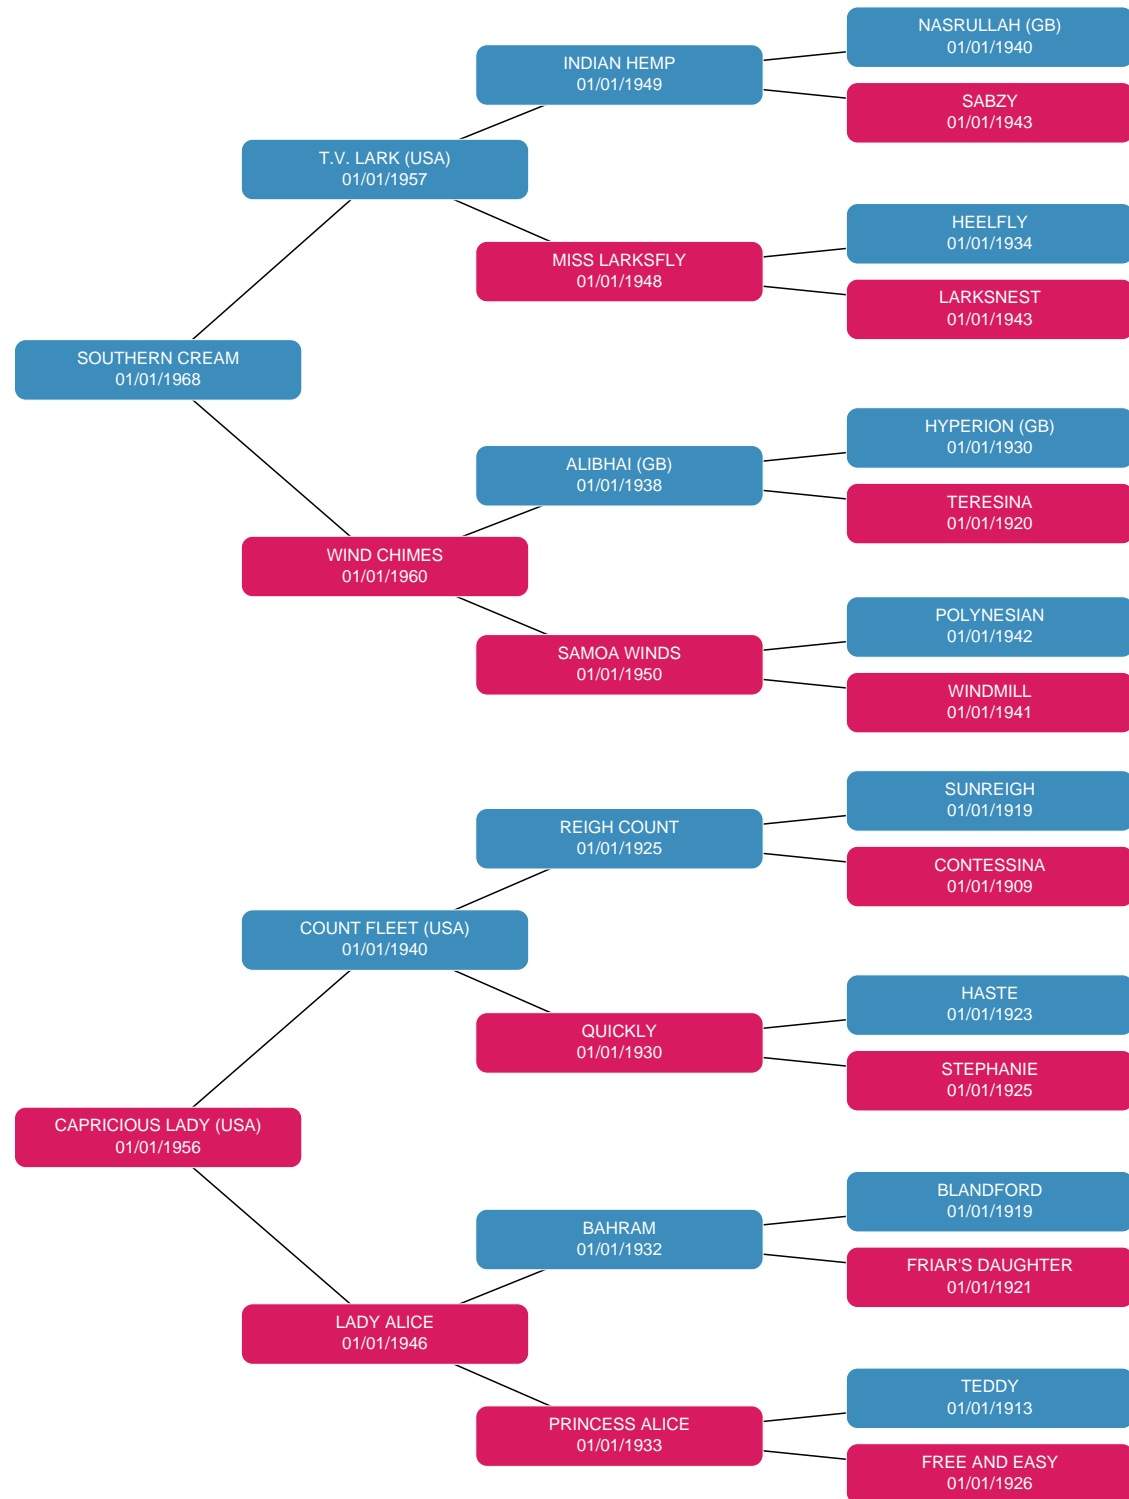 NASRULLAH (GB)
01/01/1940
INDIAN HEMP
01/01/1949
SABZY
01/01/1943
T.V. LARK (USA)
01/01/1957
HEELFLY
01/01/1934
MISS LARKSFLY
01/01/1948
LARKSNEST
01/01/1943
SOUTHERN CREAM
01/01/1968
HYPERION (GB)
01/01/1930
ALIBHAI (GB)
01/01/1938
TERESINA
01/01/1920
WIND CHIMES
01/01/1960
POLYNESIAN
01/01/1942
SAMOA WINDS
01/01/1950
WINDMILL
01/01/1941
SUNREIGH
01/01/1919
REIGH COUNT
01/01/1925
CONTESSINA
01/01/1909
COUNT FLEET (USA)
01/01/1940
HASTE
01/01/1923
QUICKLY
01/01/1930
STEPHANIE
01/01/1925
CAPRICIOUS LADY (USA)
01/01/1956
BLANDFORD
01/01/1919
BAHRAM
01/01/1932
FRIAR'S DAUGHTER
01/01/1921
LADY ALICE
01/01/1946
TEDDY
01/01/1913
PRINCESS ALICE
01/01/1933
FREE AND EASY
01/01/1926